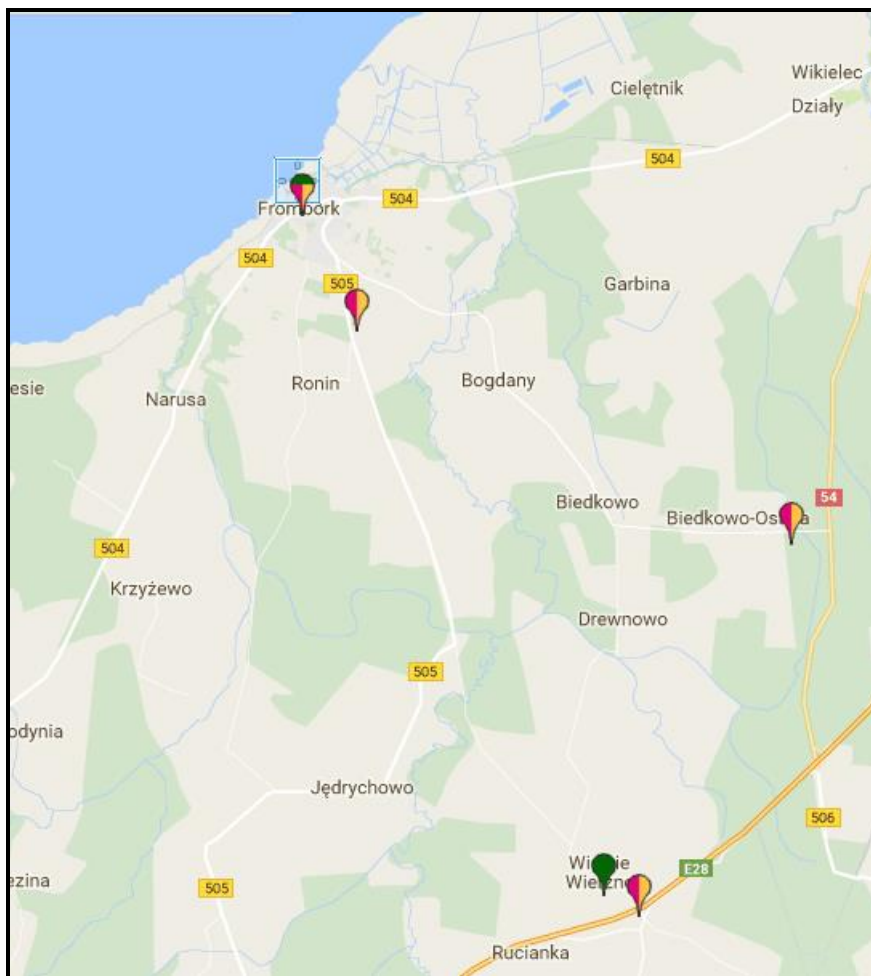 Wikielec
Cielętnik
Działy
504
504
Frombork
504
505
Garbina
esie
Ronin
Bogdany
Narusa
54
Biedkowo
504
Krzyżewo
Drewnowo
505
odynia
Jędrychowo
506
E28
ezina
505
Rucianka